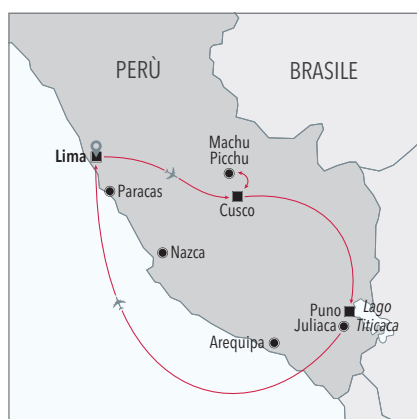 PERÙ
BRASILE
Machu
Picchu
Lima
Paracas
Cusco
Nazca
Puno
Lago
Juliaca
Titicaca
Arequipa